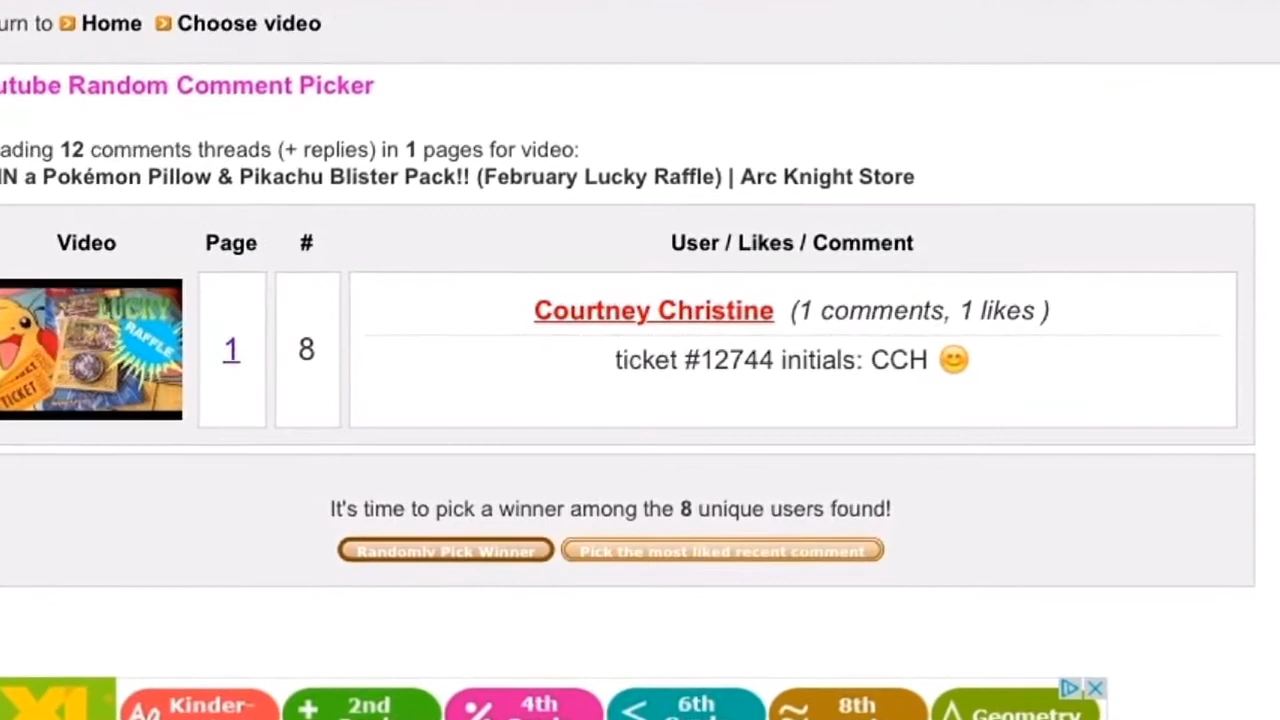 urn to Home Choose video
utube Random Comment Picker
ading 12 comments threads (+ replies) in 1 pages for video:
IN a Pokémon Pillow & Pikachu Blister Pack!! (February Lucky Raffle) | Arc Knight Store
Video Page # User / Likes / Comment
LUCKY
RAFFLE
TICKET
1
8
Courtney Christine (1 comments, 1 likes )
ticket #12744 initials: CCH 😊
It's time to pick a winner among the 8 unique users found!
Randomly Pick Winner Pick the most liked recent comment
Kinder- 2nd 4th 6th 8th Geometry